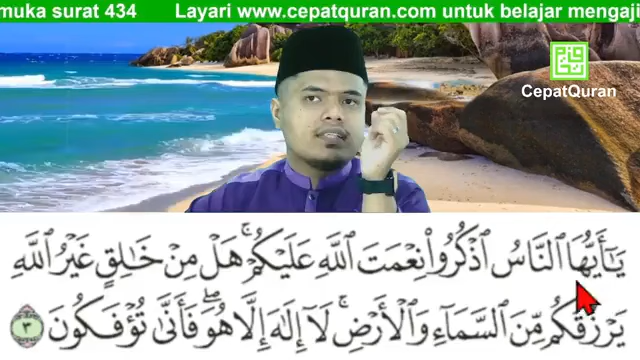 muka surat 434 Layari www.cepatquran.com untuk belajar mengaji
CepatQuran
يَـٰٓأَيُّهَا ٱلنَّاسُ ٱذۡكُرُواْ نِعۡمَتَ ٱللَّهِ عَلَيۡكُمۡۚ هَلۡ مِنۡ خَٰلِقٍ غَيۡرُ ٱللَّهِ
يَرۡزُقُكُم مِّنَ ٱلسَّمَآءِ وَٱلۡأَرۡضِۚ لَآ إِلَٰهَ إِلَّا هُوَۖ فَأَنَّىٰ تُؤۡفَكُونَ ٣